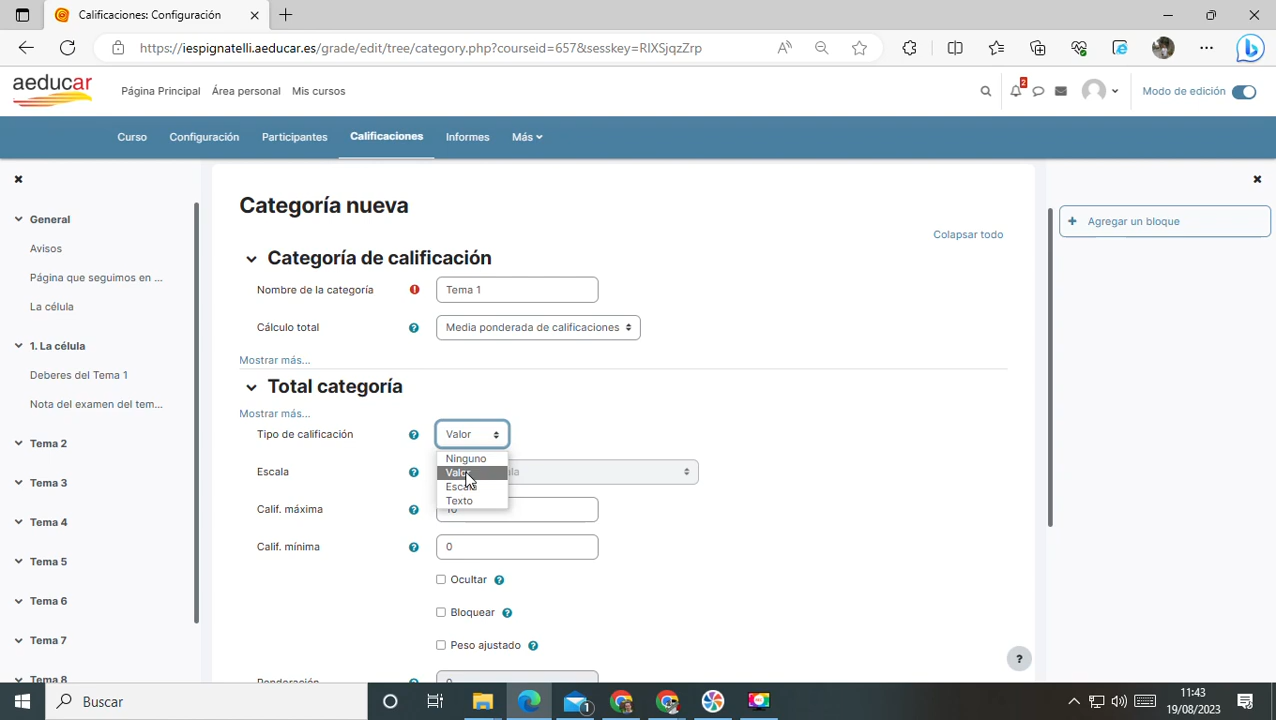 Calificaciones: Configuración
https://iespignatelli.aeducar.es/grade/edit/tree/category.php?courseid=657&sesskey=RIXSjqzZrp
aeducar
Página Principal Área personal Mis cursos
2
Modo de edición
Curso Configuración Participantes Calificaciones Informes Más
General
Avisos
Página que seguimos en ...
La célula
1. La célula
Deberes del Tema 1
Nota del examen del tem...
Tema 2
Tema 3
Tema 4
Tema 5
Tema 6
Tema 7
Tema 8
Categoría nueva
Colapsar todo
Categoría de calificación
Nombre de la categoría
Tema 1
Cálculo total
Media ponderada de calificaciones
Mostrar más...
Total categoría
Mostrar más...
Tipo de calificación
Valor
Ninguno
Valor
Escala
Texto
Escala
Calif. máxima
10
Calif. mínima
0
Ocultar
Bloquear
Peso ajustado
Ponderación
0
+ Agregar un bloque
?
Buscar
1
11:43
19/08/2023